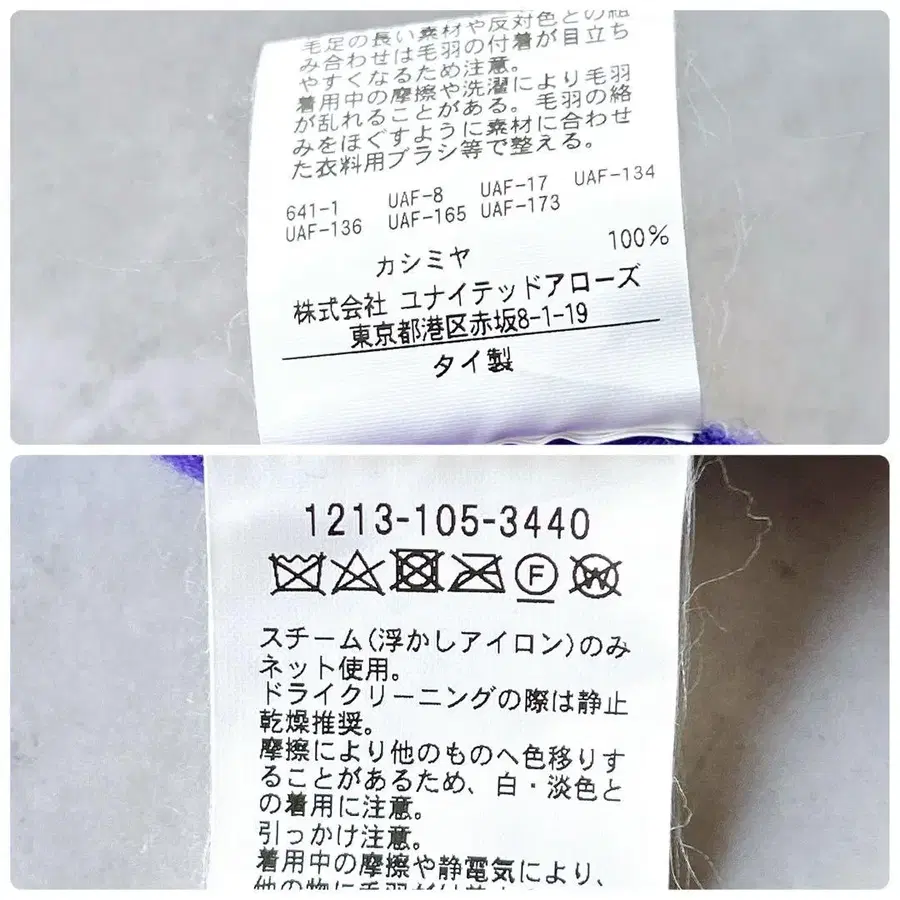 毛足の長い素材や反対色との組
み合わせは毛羽の付着が目立ち
やすくなるため注意。
着用中の摩擦や洗濯により毛羽
が乱れることがある。毛羽の絡
みをほぐすように素材に合わせ
た衣料用ブラシ等で整える。
641-1 UAF-8 UAF-17 UAF-134
UAF-136 UAF-165 UAF-173
カシミヤ 100%
株式会社 ユナイテッドアローズ
東京都港区赤坂8-1-19
タイ製
1213-105-3440
F W
スチーム(浮かしアイロン)のみ
ネット使用。
ドライクリーニングの際は静止
乾燥推奨。
摩擦により他のものへ色移りす
ることがあるため、白・淡色と
の着用に注意。
引っかけ注意。
着用中の摩擦や静電気により、
他の物に毛羽が付着